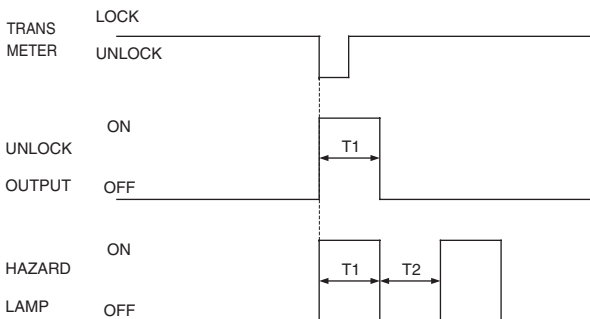 LOCK
TRANS
METER
UNLOCK
ON
T1
UNLOCK
OUTPUT
OFF
ON
T1 T2
HAZARD
LAMP
OFF